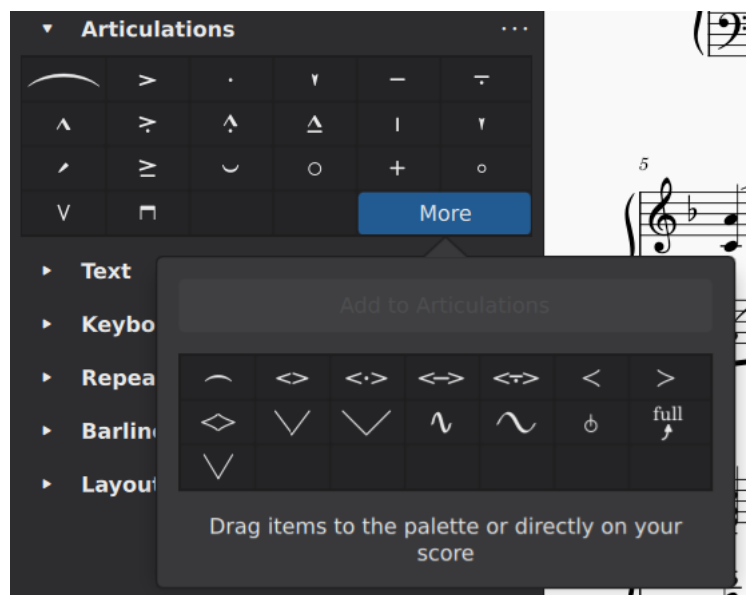 Articulations
5
More
Text
Add to Articulations
Keybo
Repea
full
Barline
Layout
Drag items to the palette or directly on your
score